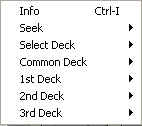 Info Ctrl-I
Seek
Select Deck
Common Deck
1st Deck
2nd Deck
3rd Deck